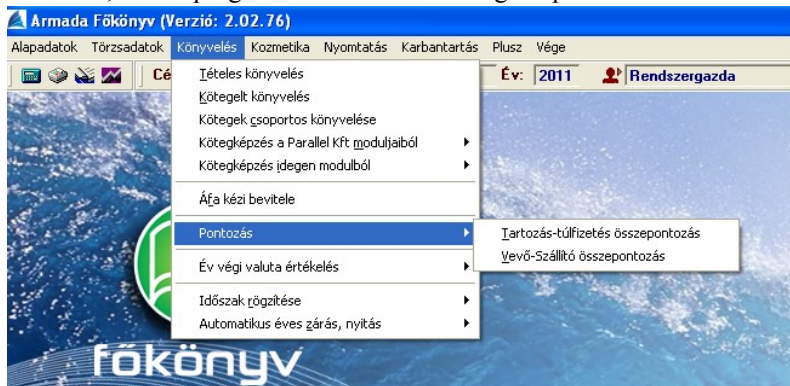 Armada Főkönyv (Verzió: 2.02.76)
Alapadatok Törzsadatok Könyvelés Kozmetika Nyomtatás Karbantartás Plusz Vége
Cé
Év: 2011 Rendszergazda
Tételes könyvelés
Kötegelt könyvelés
Kötegek csoportos könyvelése
Kötegképzés a Parallel Kft moduljaiból
Kötegképzés idegen modulból
Áfa kézi bevitele
Pontozás
Tartozás-túlfizetés összepontozás
Vevő-Szállító összepontozás
Év végi valuta értékelés
Időszak rögzítése
Automatikus éves zárás, nyitás
főkönyv